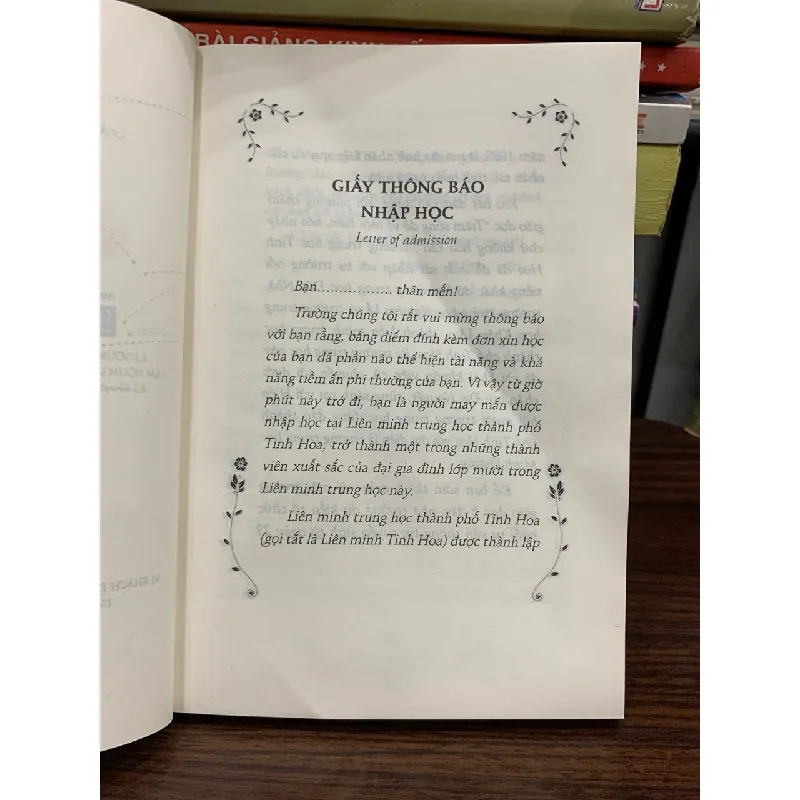 BÀI GIẢNG KINH
GIẤY THÔNG BÁO
NHẬP HỌC
Letter of admission
Bạn.................. thân mến!
Trường chúng tôi rất vui mừng thông báo
với bạn rằng, bảng điểm đính kèm đơn xin học
của bạn đã phần nào thể hiện tài năng và khả
năng tiềm ẩn phi thường của bạn. Vì vậy từ giờ
phút này trở đi, bạn là người may mắn được
nhập học tại Liên minh trung học thành phố
Tinh Hoa, trở thành một trong những thành
viên xuất sắc của đại gia đình lớp mười trong
Liên minh trung học này.
Liên minh trung học thành phố Tinh Hoa
(gọi tắt là Liên minh Tinh Hoa) được thành lập